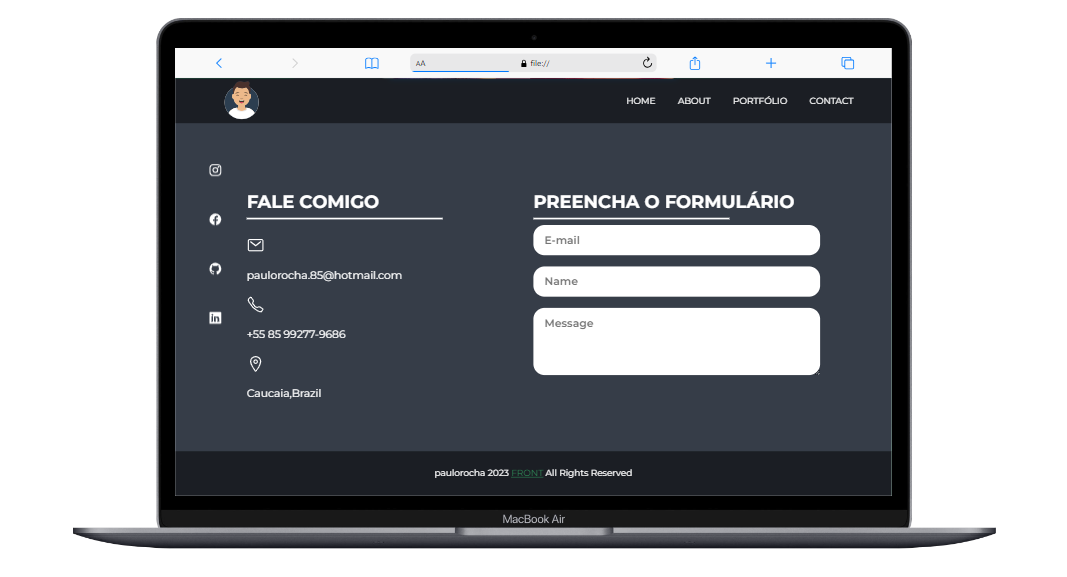 AA
file://
HOME ABOUT PORTFÓLIO CONTACT
FALE COMIGO
paulorocha.85@hotmail.com
+55 85 99277-9686
Caucaia,Brazil
PREENCHA O FORMULÁRIO
E-mail
Name
Message
paulorocha 2023 FRONT All Rights Reserved
MacBook Air